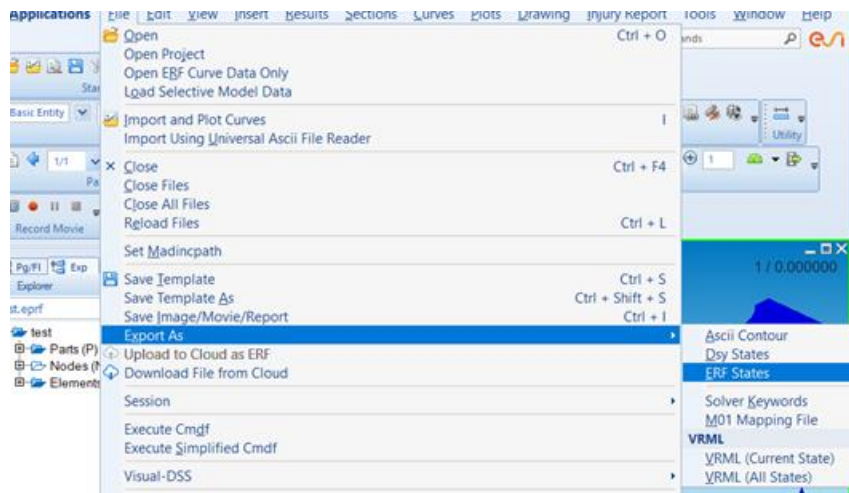 Applications File Edit View Insert Results Sections Curves Plots Drawing Injury Report Tools Window Help
Open Ctrl + O
Open Project
Open ERF Curve Data Only
Load Selective Model Data
Import and Plot Curves I
Import Using Universal Ascii File Reader
Close Ctrl + F4
Close Files
Close All Files
Reload Files Ctrl + L
Set Madincpath
Save Template Ctrl + S
Save Template As Ctrl + Shift + S
Save Image/Movie/Report Ctrl + I
Export As
Upload to Cloud as ERF
Download File from Cloud
Session
Execute Cmdf
Execute Simplified Cmdf
Visual-DSS
Basic Entity
1/1
Record Movie
Pg/Fl Exp
Explorer
test
Parts (P)
Nodes
Elements
esi
Utility
1
1 / 0.000000
Ascii Contour
Dsy States
ERF States
Solver Keywords
M01 Mapping File
VRML
VRML (Current State)
VRML (All States)